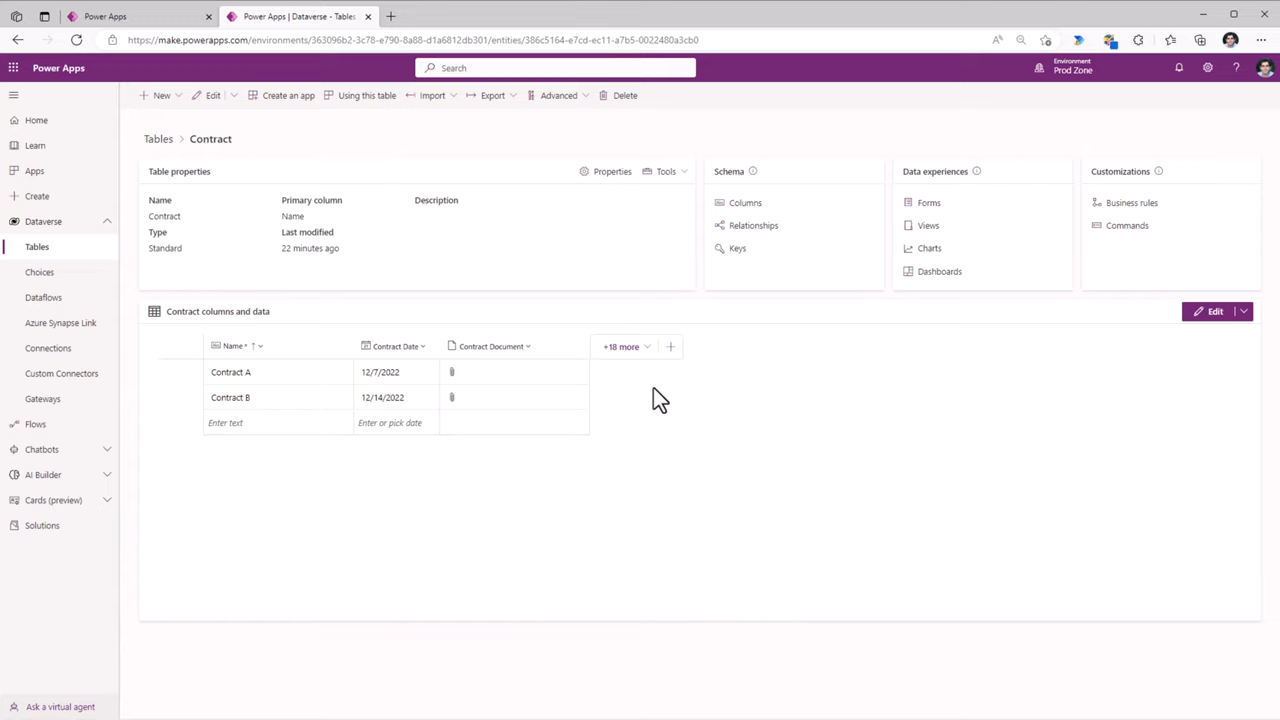 Power Apps
Power Apps | Dataverse - Tables
https://make.powerapps.com/environments/363096b2-3c78-e790-8a88-d1a6812db301/entities/386c5164-e7cd-ec11-a7b5-0022480a3cb0
Power Apps
Search
Environment
Prod Zone
New
Edit
Create an app
Using this table
Import
Export
Advanced
Delete
Home
Learn
Apps
Create
Dataverse
Tables
Choices
Dataflows
Azure Synapse Link
Connections
Custom Connectors
Gateways
Flows
Chatbots
AI Builder
Cards (preview)
Solutions
Ask a virtual agent
Tables > Contract
Table properties
Properties
Tools
Name
Primary column
Description
Contract
Name
Type
Last modified
Standard
22 minutes ago
Schema
Columns
Relationships
Keys
Data experiences
Forms
Views
Charts
Dashboards
Customizations
Business rules
Commands
Contract columns and data
Edit
Name *
Contract Date
Contract Document
+18 more
Contract A
12/7/2022
Contract B
12/14/2022
Enter text
Enter or pick date